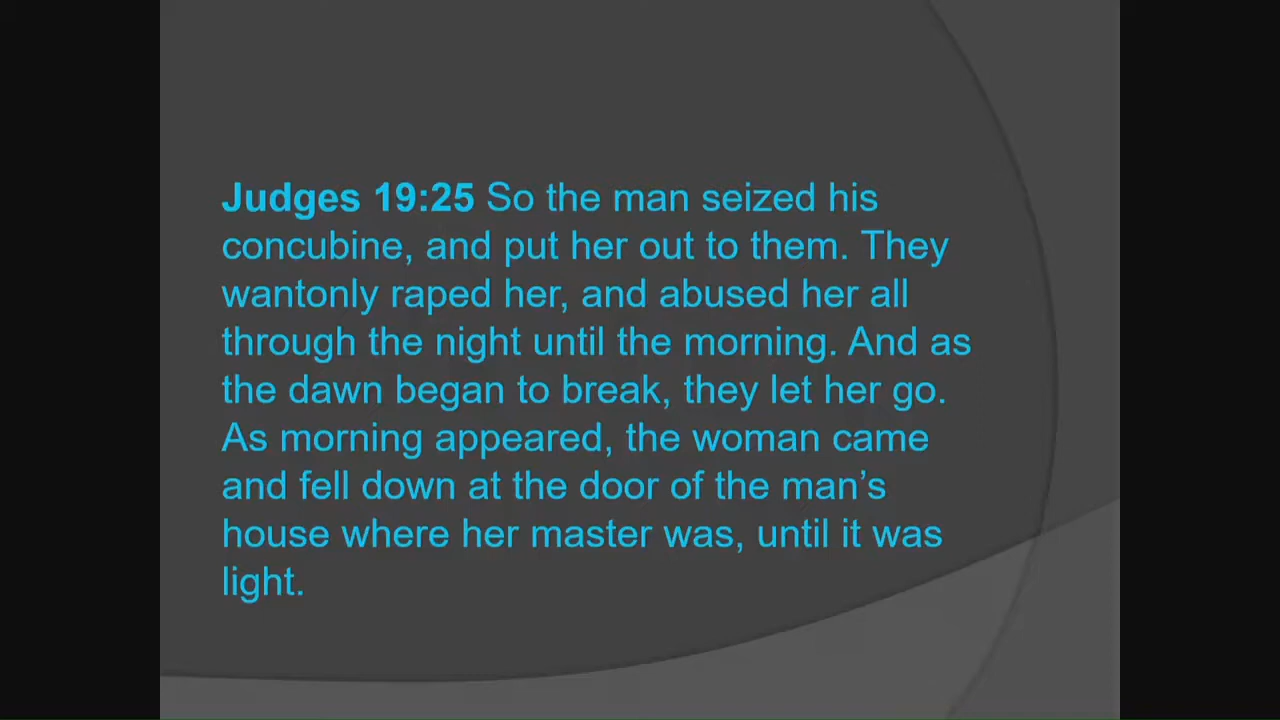 Judges 19:25 So the man seized his
concubine, and put her out to them. They
wantonly raped her, and abused her all
through the night until the morning. And as
the dawn began to break, they let her go.
As morning appeared, the woman came
and fell down at the door of the man’s
house where her master was, until it was
light.